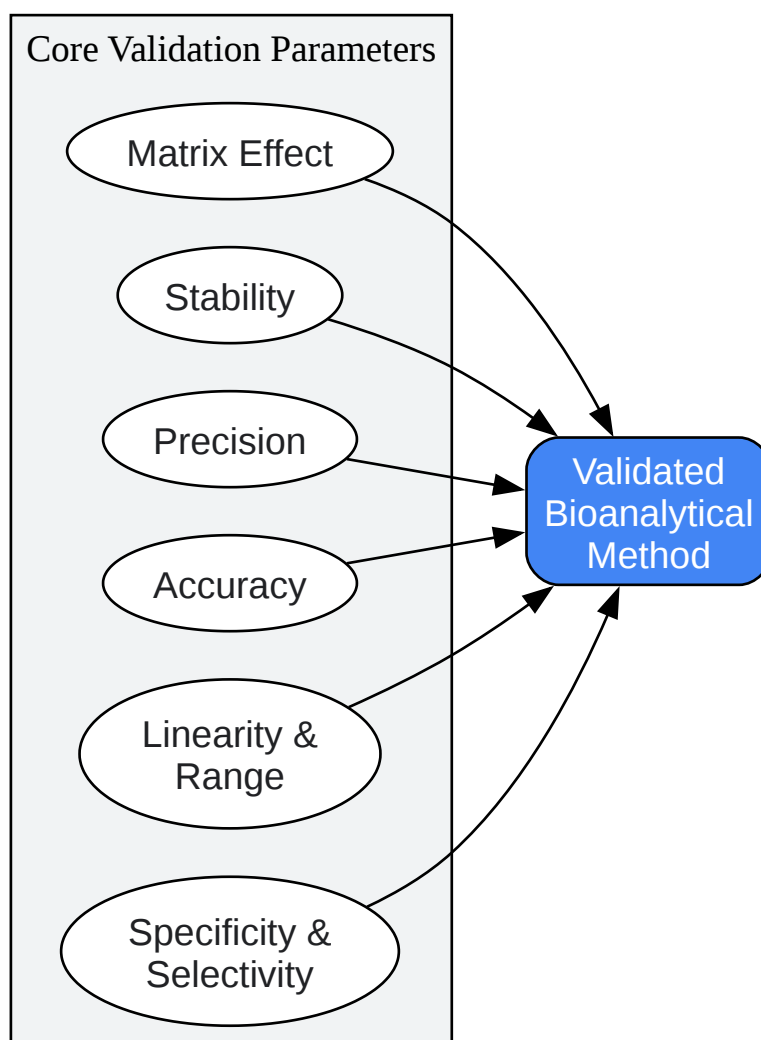 Core Validation Parameters
Matrix Effect
Stability
Precision
Accuracy
Linearity &
Range
Specificity &
Selectivity
Validated
Bioanalytical
Method